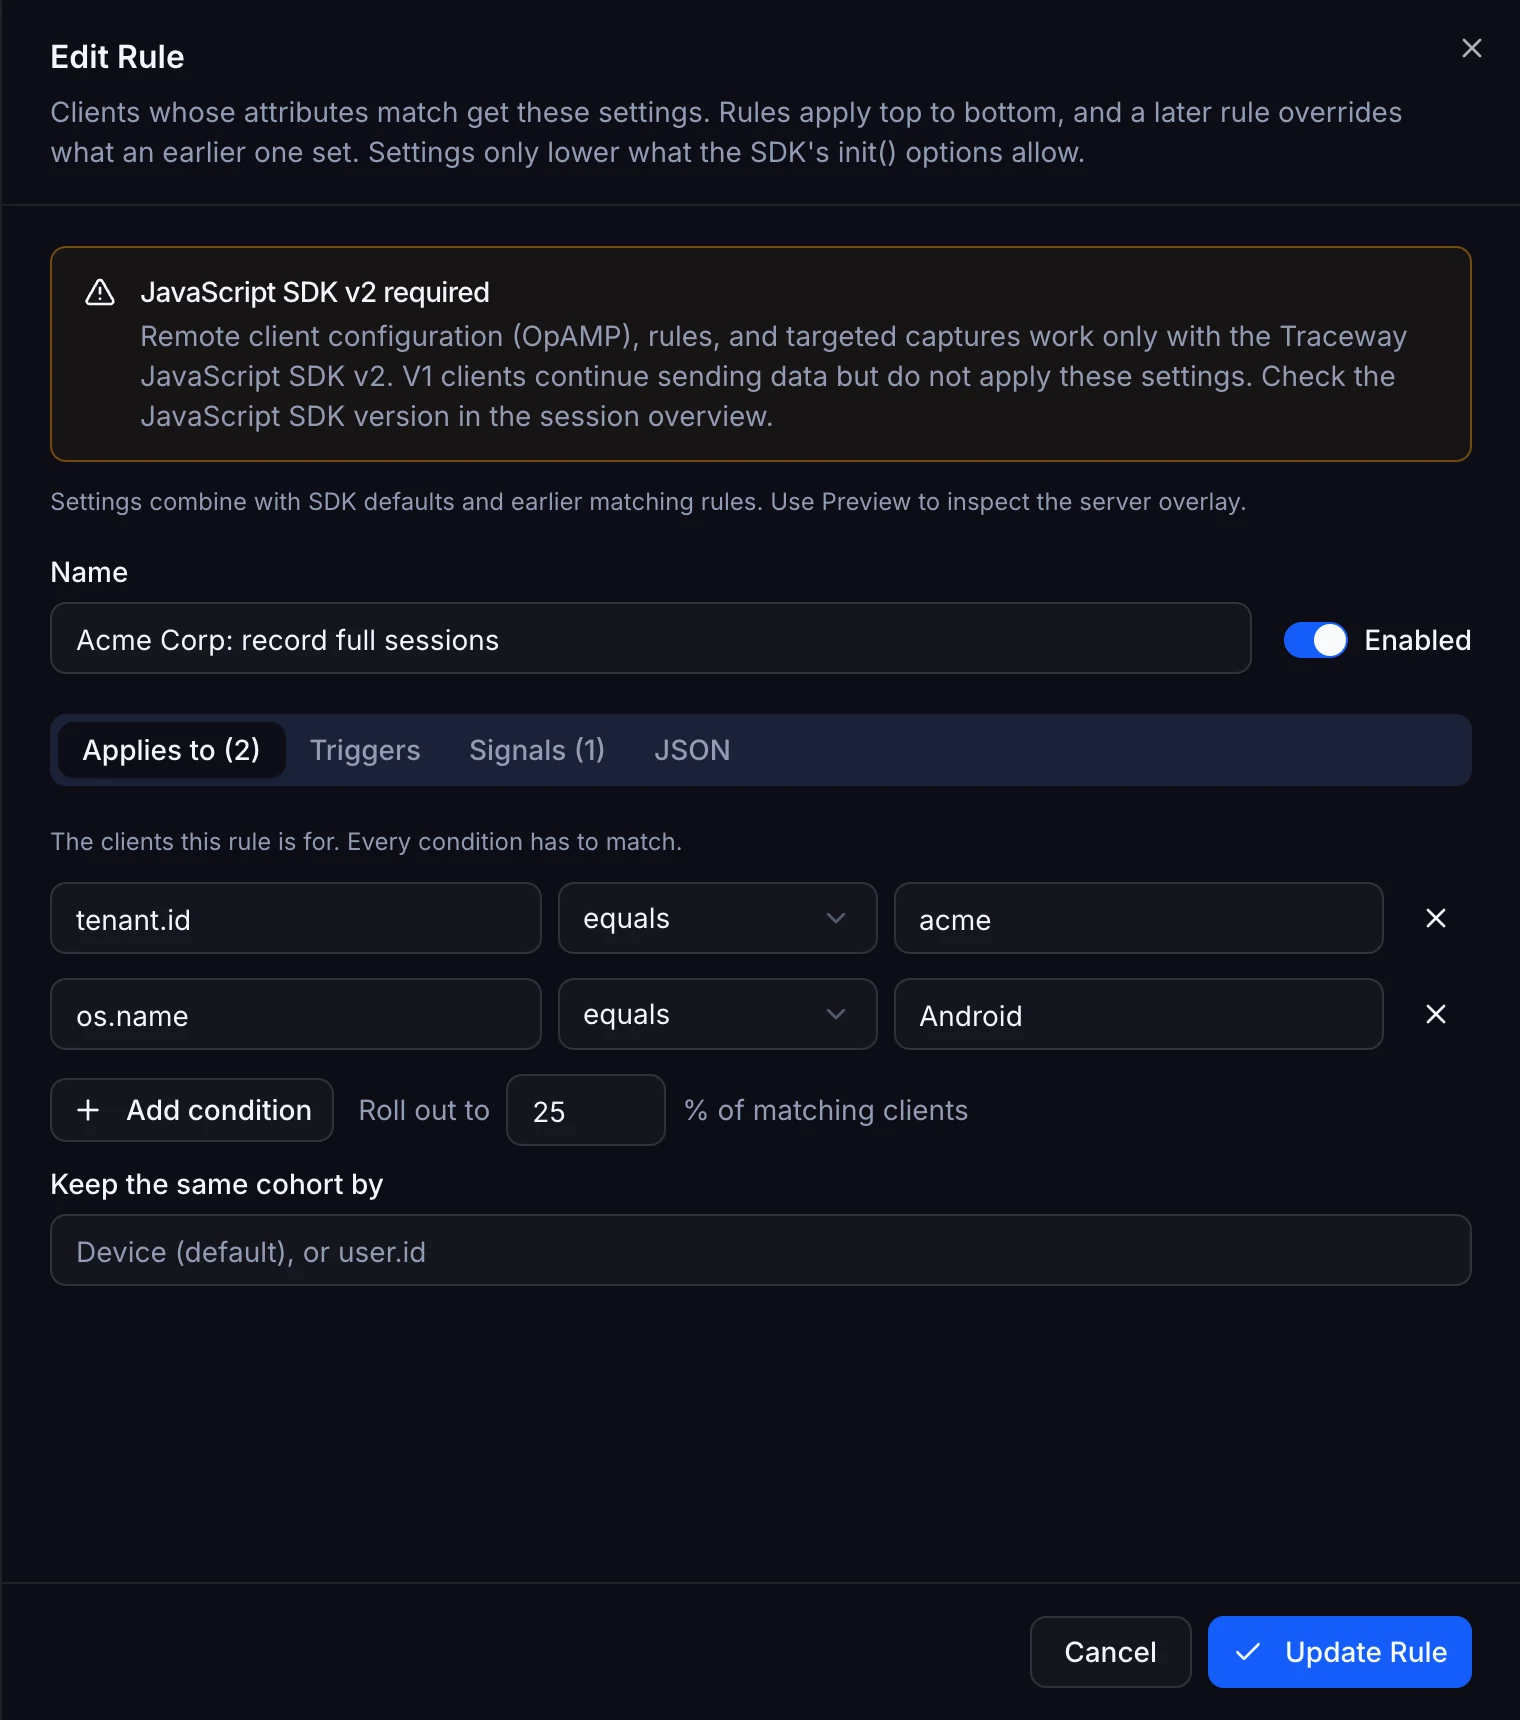 Edit Rule
Clients whose attributes match get these settings. Rules apply top to bottom, and a later rule overrides
what an earlier one set. Settings only lower what the SDK's init() options allow.
JavaScript SDK v2 required
Remote client configuration (OpAMP), rules, and targeted captures work only with the Traceway
JavaScript SDK v2. V1 clients continue sending data but do not apply these settings. Check the
JavaScript SDK version in the session overview.
Settings combine with SDK defaults and earlier matching rules. Use Preview to inspect the server overlay.
Name
Acme Corp: record full sessions
Enabled
Applies to (2) Triggers Signals (1) JSON
The clients this rule is for. Every condition has to match.
tenant.id equals acme
os.name equals Android
Add condition Roll out to 25 % of matching clients
Keep the same cohort by
Device (default), or user.id
Cancel Update Rule